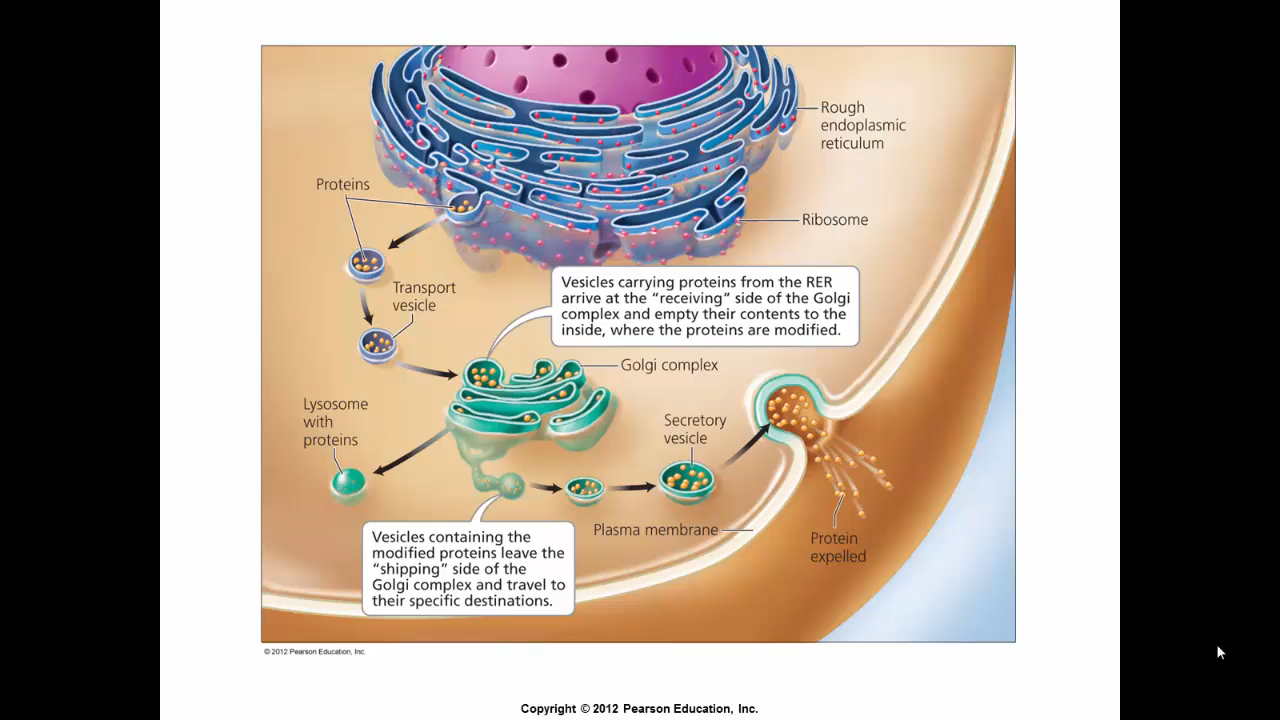 Rough
endoplasmic
reticulum
Proteins
Ribosome
Vesicles carrying proteins from the RER
arrive at the “receiving” side of the Golgi
complex and empty their contents to the
inside, where the proteins are modified.
Transport
vesicle
Golgi complex
Lysosome
with
proteins
Secretory
vesicle
Plasma membrane
Protein
expelled
Vesicles containing the
modified proteins leave the
“shipping” side of the
Golgi complex and travel to
their specific destinations.
© 2012 Pearson Education, Inc.
Copyright © 2012 Pearson Education, Inc.